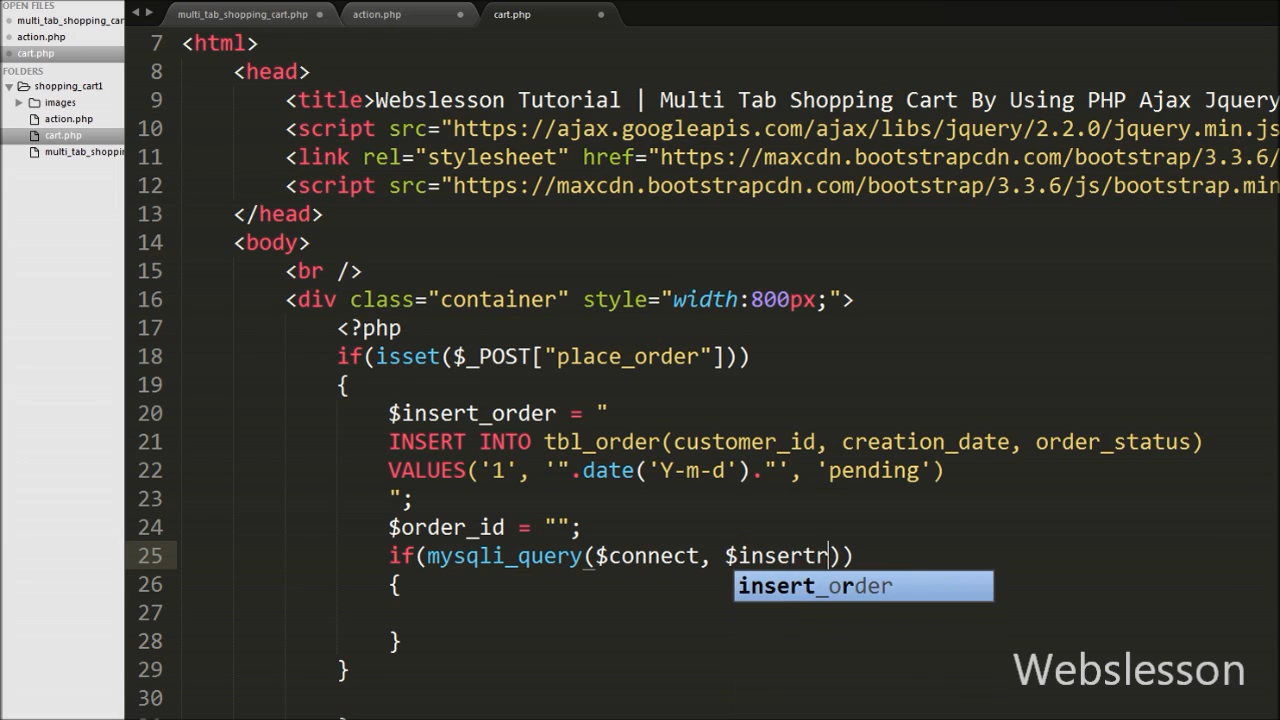 OPEN FILES
multi_tab_shopping_car
action.php
cart.php
FOLDERS
shopping_cart1
images
action.php
cart.php
multi_tab_shoppin
multi_tab_shopping_cart.php
action.php
cart.php
7 <html>
8 <head>
9 <title>Webslesson Tutorial | Multi Tab Shopping Cart By Using PHP Ajax Jquery
10 <script src="https://ajax.googleapis.com/ajax/libs/jquery/2.2.0/jquery.min.js
11 <link rel="stylesheet" href="https://maxcdn.bootstrapcdn.com/bootstrap/3.3.6/
12 <script src="https://maxcdn.bootstrapcdn.com/bootstrap/3.3.6/js/bootstrap.min
13 </head>
14 <body>
15 <br />
16 <div class="container" style="width:800px;">
17 <?php
18 if(isset($_POST["place_order"]))
19 {
20 $insert_order = "
21 INSERT INTO tbl_order(customer_id, creation_date, order_status)
22 VALUES('1', '".date('Y-m-d')."', 'pending')
23 ";
24 $order_id = "";
25 if(mysqli_query($connect, $insertr))
insert_order
26 {
27
28 }
29 }
30
Webslesson